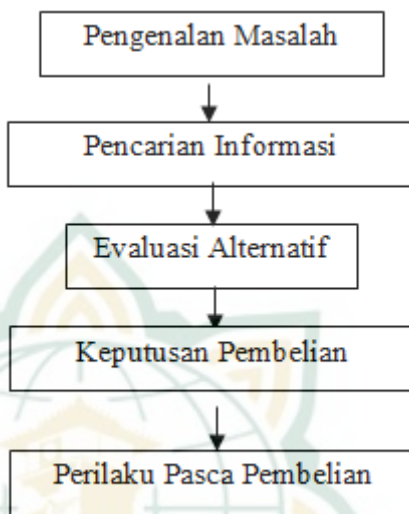 Pengenalan Masalah
Pencarian Informasi
Evaluasi Alternatif
Keputusan Pembelian
Perilaku Pasca Pembelian